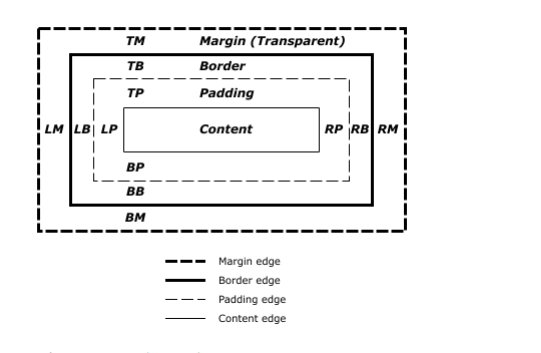 TM Margin (Transparent)
TB Border
TP Padding
LM LB LP Content RP RB RM
BP
BB
BM
Margin edge
Border edge
Padding edge
Content edge